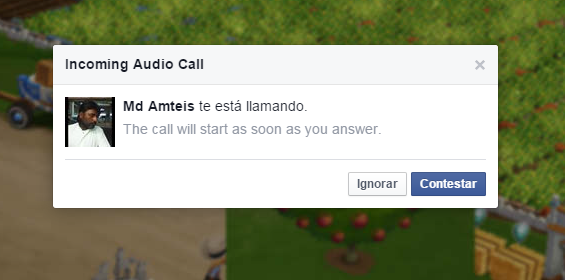 Incoming Audio Call
Md Amteis te está llamando.
The call will start as soon as you answer.
Ignorar
Contestar